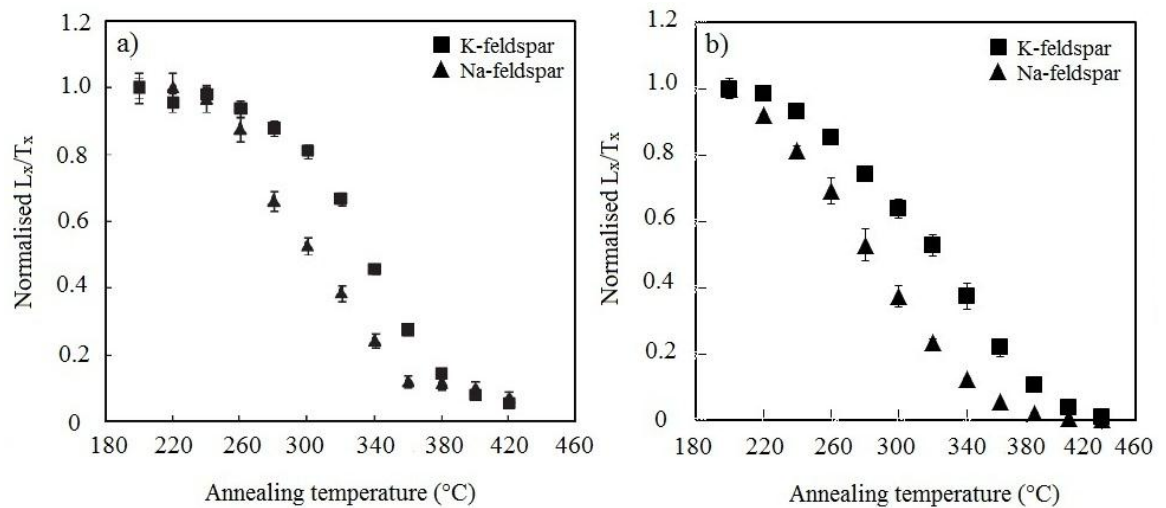 a)
K-feldspar
Na-feldspar
Normalised Lx/Tx
1.2
1.0
0.8
0.6
0.4
0.2
0
180 220 260 300 340 380 420 460
Annealing temperature (°C)
b)
K-feldspar
Na-feldspar
Normalised Lx/Tx
1.2
1.0
0.8
0.6
0.4
0.2
0
180 220 260 300 340 380 420 460
Annealing temperature (°C)